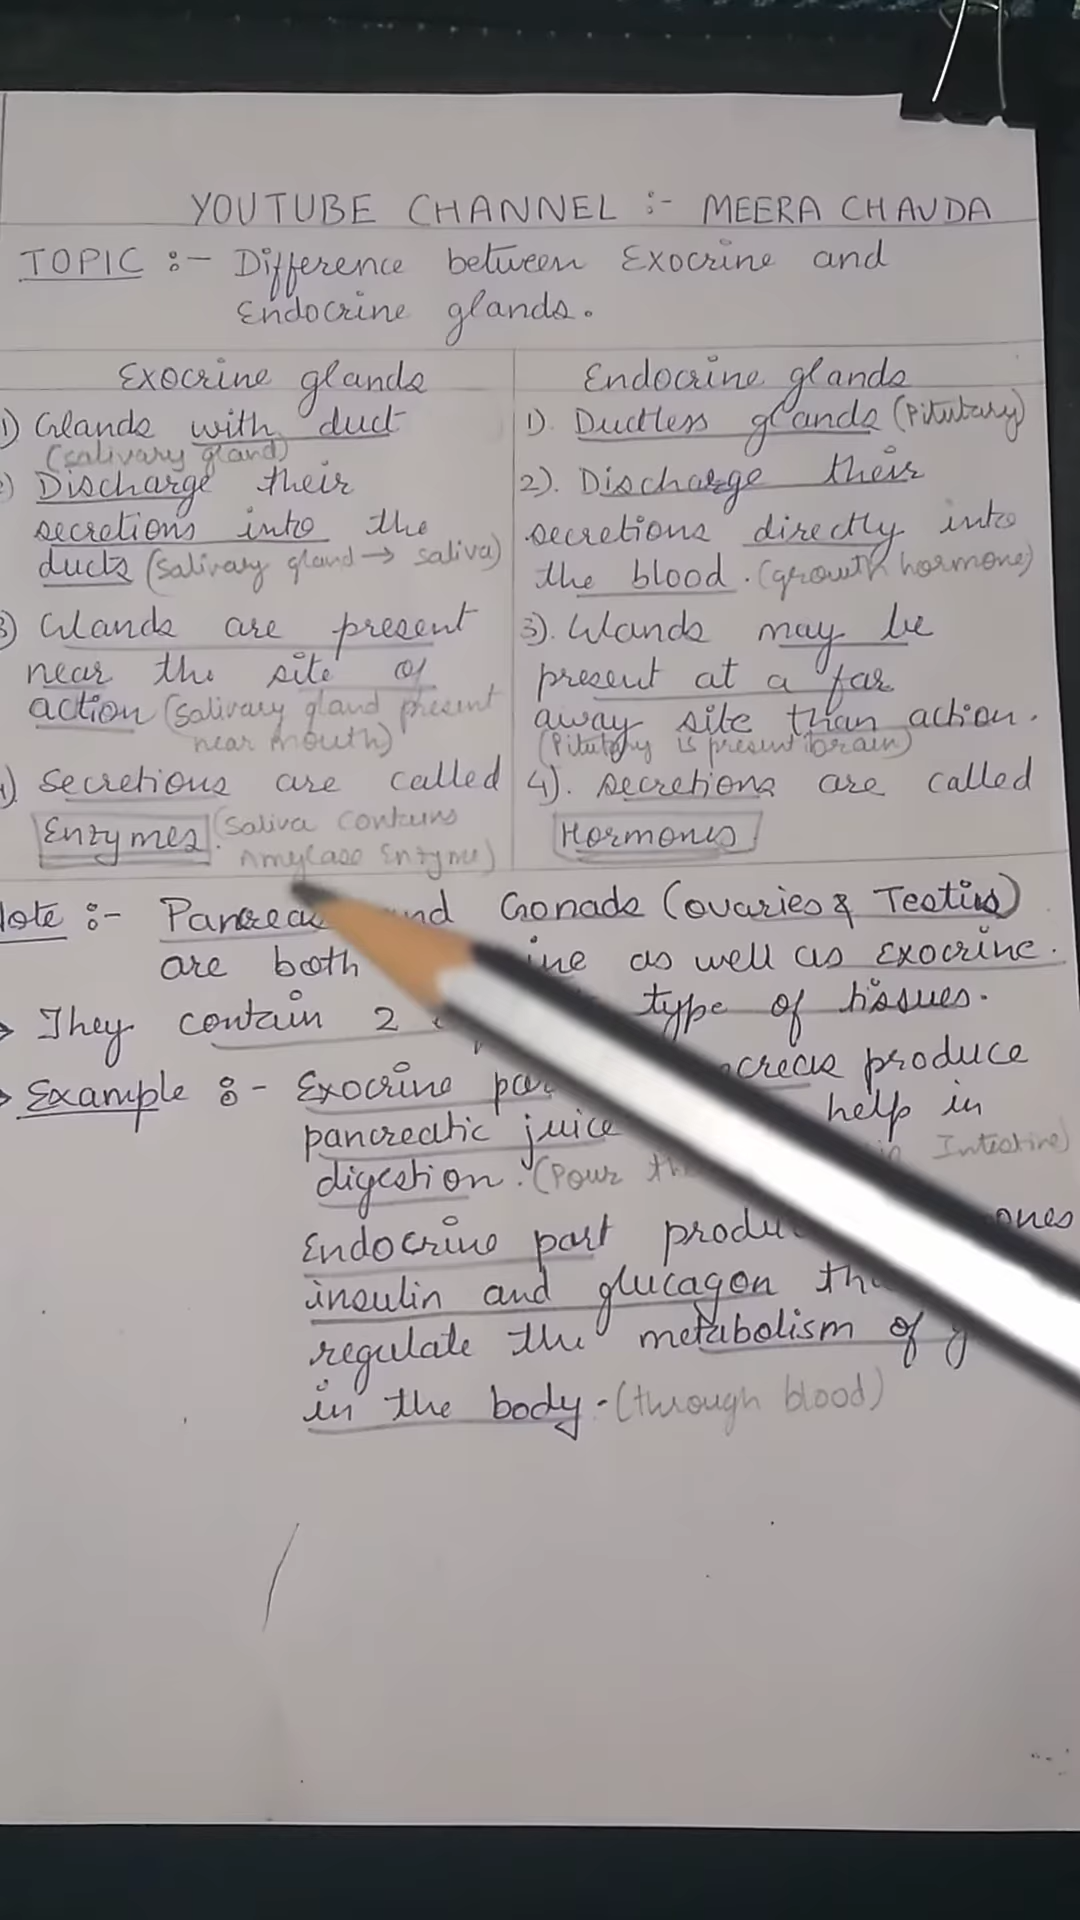 YOUTUBE CHANNEL :- MEERA CHAVDA
TOPIC :- Difference between Exocrine and
Endocrine glands.
Exocrine glands
1) Glands with duct
(salivary gland)
Discharge their
secretions into the
ducts (salivary gland → saliva)
3) Glands are present
near the site of
action (salivary gland present
near mouth)
secretions are called
Enzymes. (Saliva contains
Amylase Enzyme)
Endocrine glands
1). Ductless glands (Pitutary)
2). Discharge their
secretions directly into
the blood. (growth hormone)
3). Glands may be
present at a far
away site than action.
(Pitutary is present brain)
4). secretions are called
Hormones
Note :- Pancreas and Gonads (ovaries & Testis)
are both as well as exocrine.
They contain 2 type of tissues.
Example :- Exocrine produce
pancreatic juice help in
digestion. (Pour Intestine)
Endocrine part
insulin and glucagon
regulate the metabolism of
in the body - (through blood)